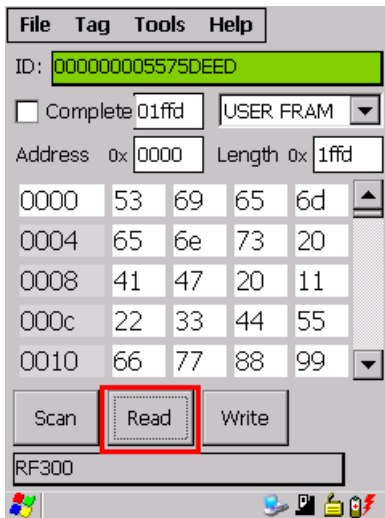 File Tag Tools Help
ID: 000000005575DEED
Complete 01ffd USER FRAM
Address 0x 0000 Length 0x 1ffd
0000 53 69 65 6d
0004 65 6e 73 20
0008 41 47 20 11
000c 22 33 44 55
0010 66 77 88 99
Scan Read Write
RF300